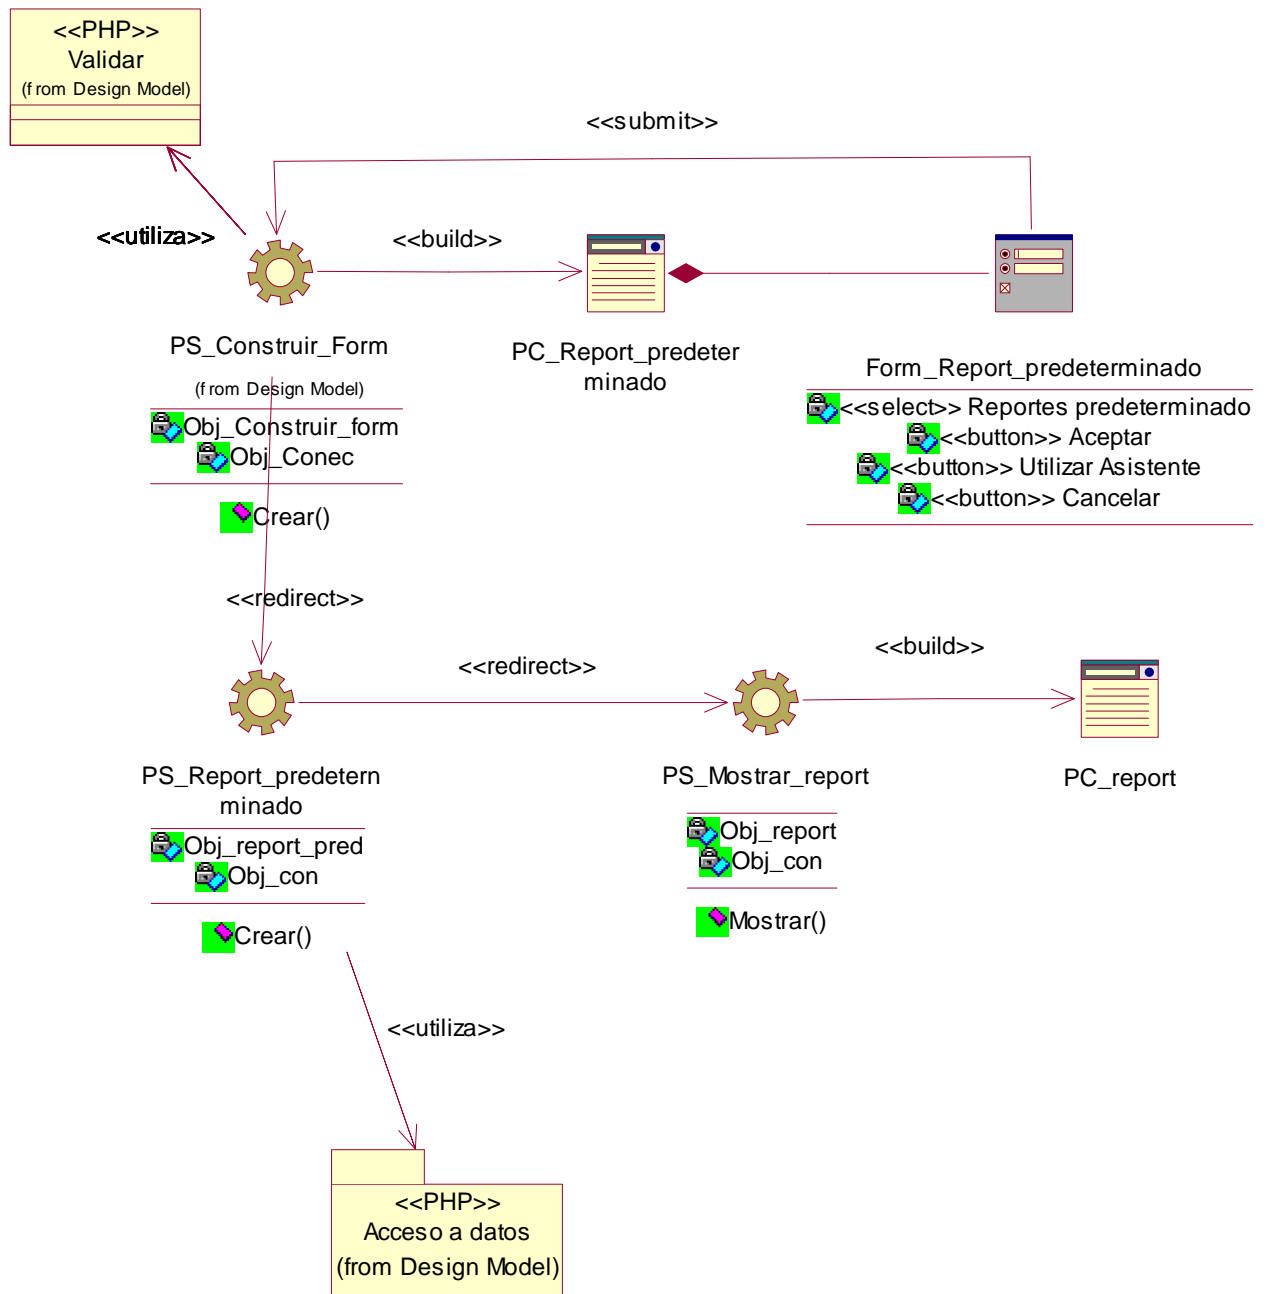 <<PHP>>
Validar
(from Design Model)
<<submit>>
<<utiliza>>
<<build>>
PS_Construir_Form
(from Design Model)
Obj_Construir_form
Obj_Conec
Crear()
PC_Report_predeter
minado
Form_Report_predeterminado
<<select>> Reportes predeterminado
<<button>> Aceptar
<<button>> Utilizar Asistente
<<button>> Cancelar
<<redirect>>
<<redirect>>
<<build>>
PS_Report_predetern
minado
Obj_report_pred
Obj_con
Crear()
PS_Mostrar_report
Obj_report
Obj_con
Mostrar()
PC_report
<<utiliza>>
<<PHP>>
Acceso a datos
(from Design Model)